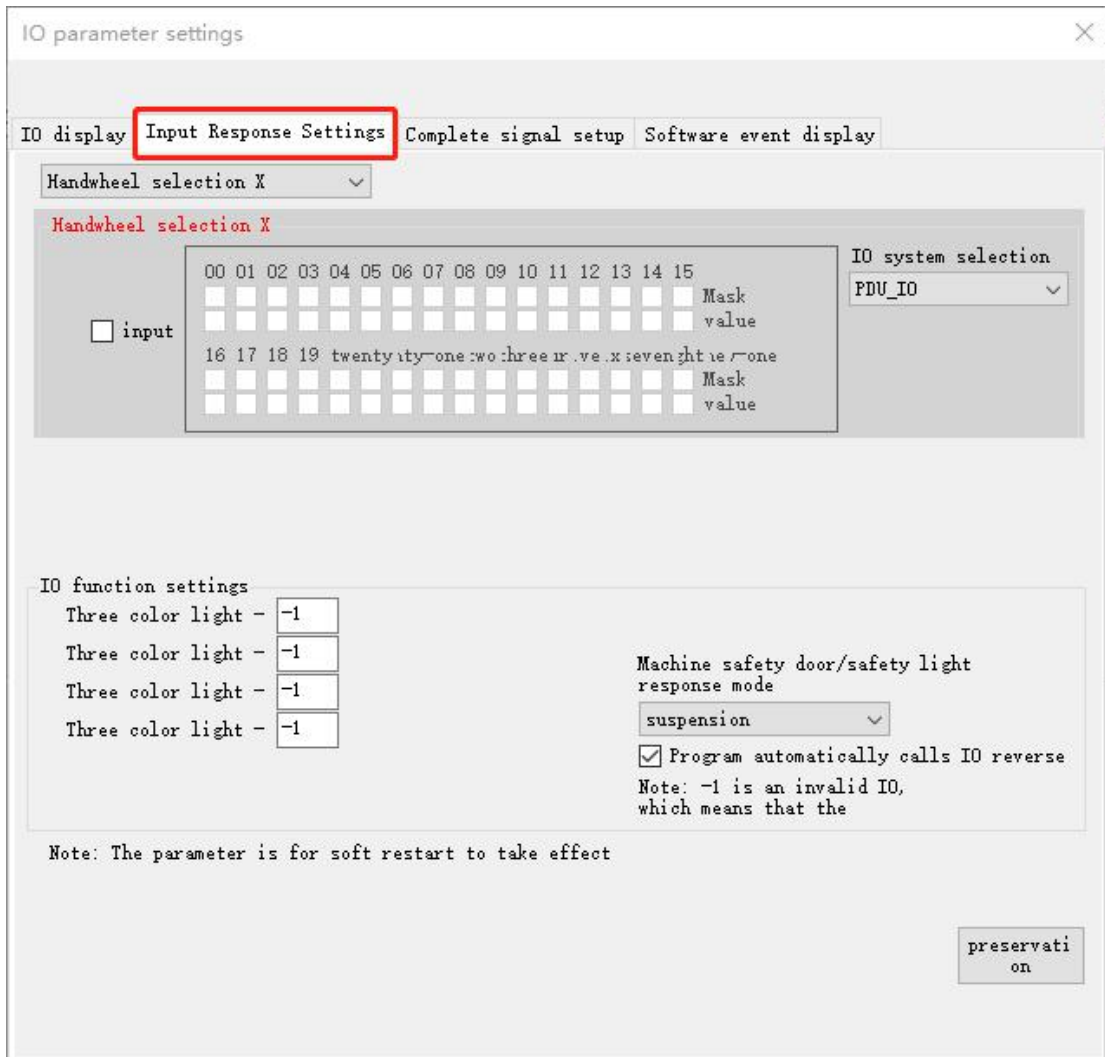 IO parameter settings
IO display Input Response Settings Complete signal setup Software event display
Handwheel selection X
Handwheel selection X
IO system selection
PDU_IO
00 01 02 03 04 05 06 07 08 09 10 11 12 13 14 15
Mask
value
input
16 17 18 19 twenty
Mask
value
IO function settings
Three color light - -1
Three color light - -1
Three color light - -1
Three color light - -1
Machine safety door/safety light
response mode
suspension
Program automatically calls IO reverse
Note: -1 is an invalid IO,
which means that the
Note: The parameter is for soft restart to take effect
preservati
on